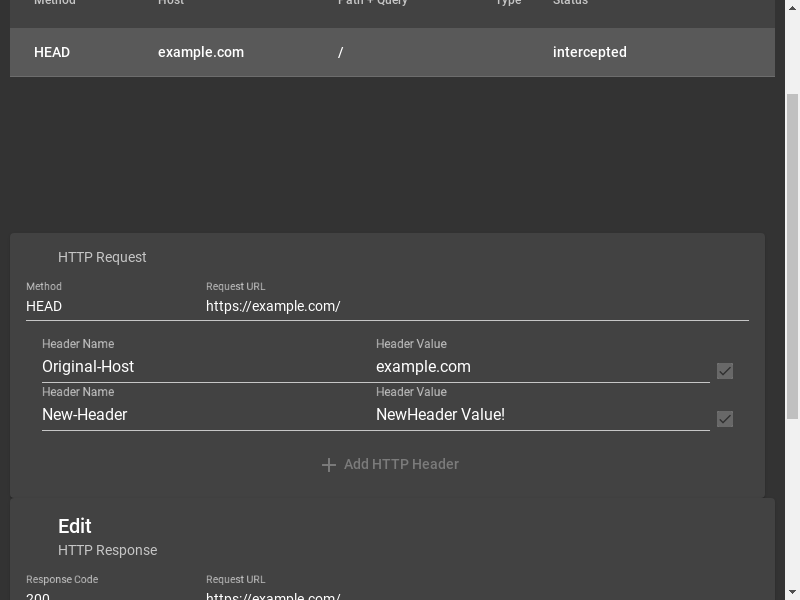 Method Host Path + Query Type Status
HEAD example.com / intercepted
HTTP Request
Method Request URL
HEAD https://example.com/
Header Name Header Value
Original-Host example.com
Header Name Header Value
New-Header NewHeader Value!
Add HTTP Header
Edit
HTTP Response
Response Code Request URL
200 https://example.com/